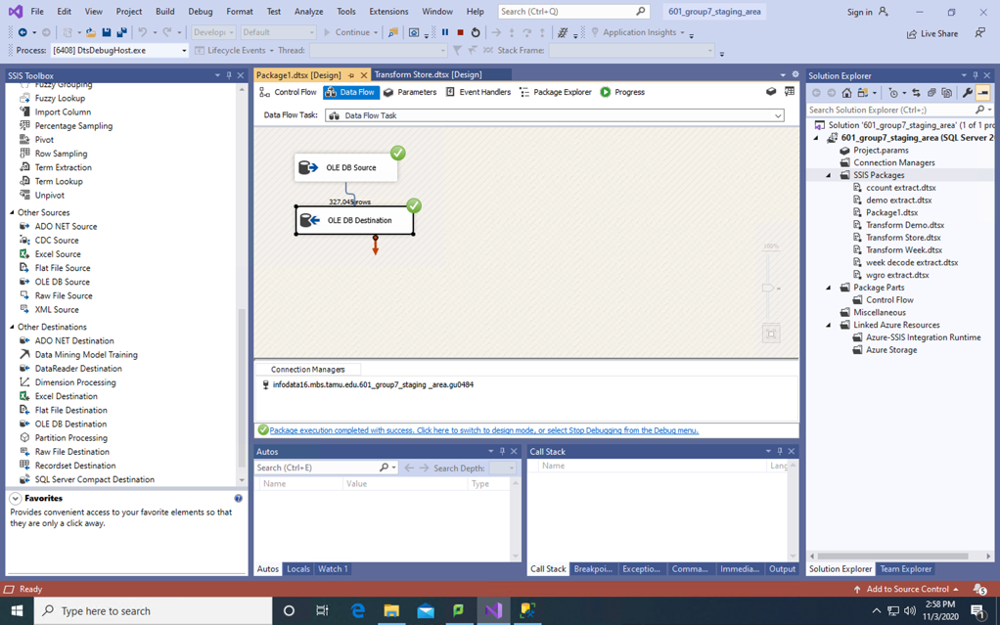 File Edit View Project Build Debug Format Test Analyze Tools Extensions Window Help Search (Ctrl+Q) 601_group7_staging_area Sign in
Develop Default Continue Application Insights Live Share
Process: [6408] DtsDebugHost.exe Lifecycle Events Thread: Stack Frame:
SSIS Toolbox
Fuzzy Grouping
Fuzzy Lookup
Import Column
Percentage Sampling
Pivot
Row Sampling
Term Extraction
Term Lookup
Unpivot
Other Sources
ADO NET Source
CDC Source
Excel Source
Flat File Source
OLE DB Source
Raw File Source
XML Source
Other Destinations
ADO NET Destination
Data Mining Model Training
DataReader Destination
Dimension Processing
Excel Destination
Flat File Destination
OLE DB Destination
Partition Processing
Raw File Destination
Recordset Destination
SQL Server Compact Destination
Favorites
Provides convenient access to your favorite elements so that
they are only a click away.
Package1.dtsx [Design] Transform Store.dtsx [Design]
Control Flow Data Flow Parameters Event Handlers Package Explorer Progress
Data Flow Task: Data Flow Task
OLE DB Source
327,045 rows
OLE DB Destination
100%
Connection Managers
infodata16.mbs.tamu.edu.601_group7_staging _area.gu0484
Package execution completed with success. Click here to switch to design mode, or select Stop Debugging from the Debug menu.
Autos
Search (Ctrl+E) Search Depth:
Name Value Type
Autos Locals Watch 1
Call Stack
Name Lang
Call Stack Breakpoi... Exceptio... Comma... Immedia... Output
Solution Explorer
Search Solution Explorer (Ctrl+;)
Solution '601_group7_staging_area' (1 of 1 pro
601_group7_staging_area (SQL Server 20
Project.params
Connection Managers
SSIS Packages
ccount extract.dtsx
demo extract.dtsx
Package1.dtsx
Transform Demo.dtsx
Transform Store.dtsx
Transform Week.dtsx
week decode extract.dtsx
wgro extract.dtsx
Package Parts
Control Flow
Miscellaneous
Linked Azure Resources
Azure-SSIS Integration Runtime
Azure Storage
Solution Explorer Team Explorer
Ready Add to Source Control 5
Type here to search
2:58 PM
11/3/2020
1